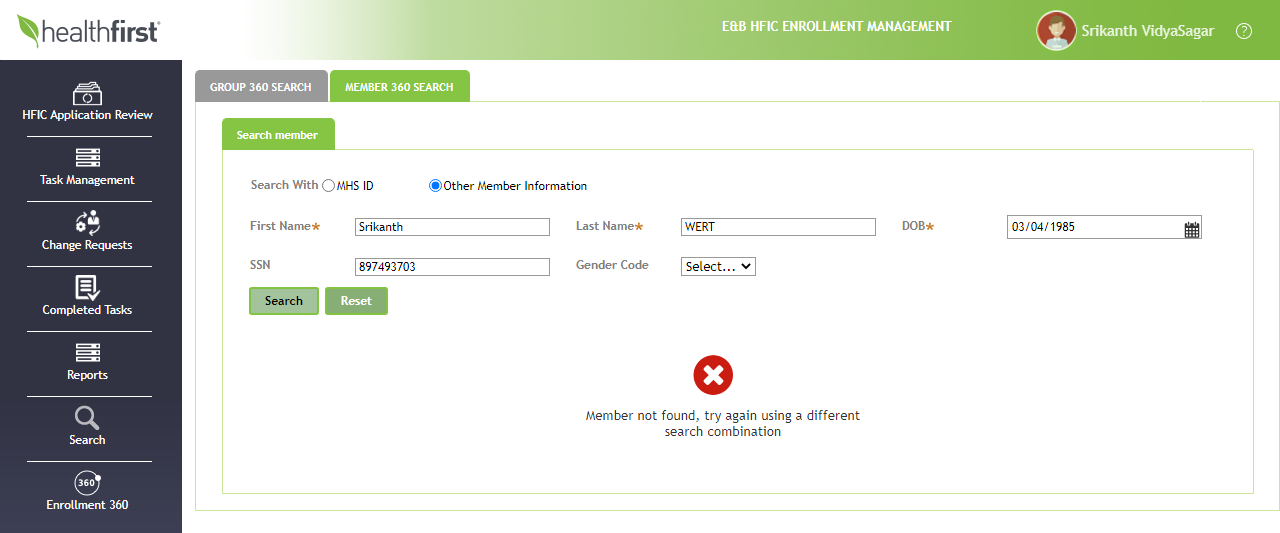 healthfirst
E&B HFIC ENROLLMENT MANAGEMENT
Srikanth VidyaSagar
?
HFIC Application Review
Task Management
Change Requests
Completed Tasks
Reports
Search
360
Enrollment 360
GROUP 360 SEARCH
MEMBER 360 SEARCH
Search member
Search With MHS ID Other Member Information
First Name* Srikanth Last Name* WERT DOB* 03/04/1985
SSN 897493703 Gender Code Select...
Search Reset
Member not found, try again using a different
search combination